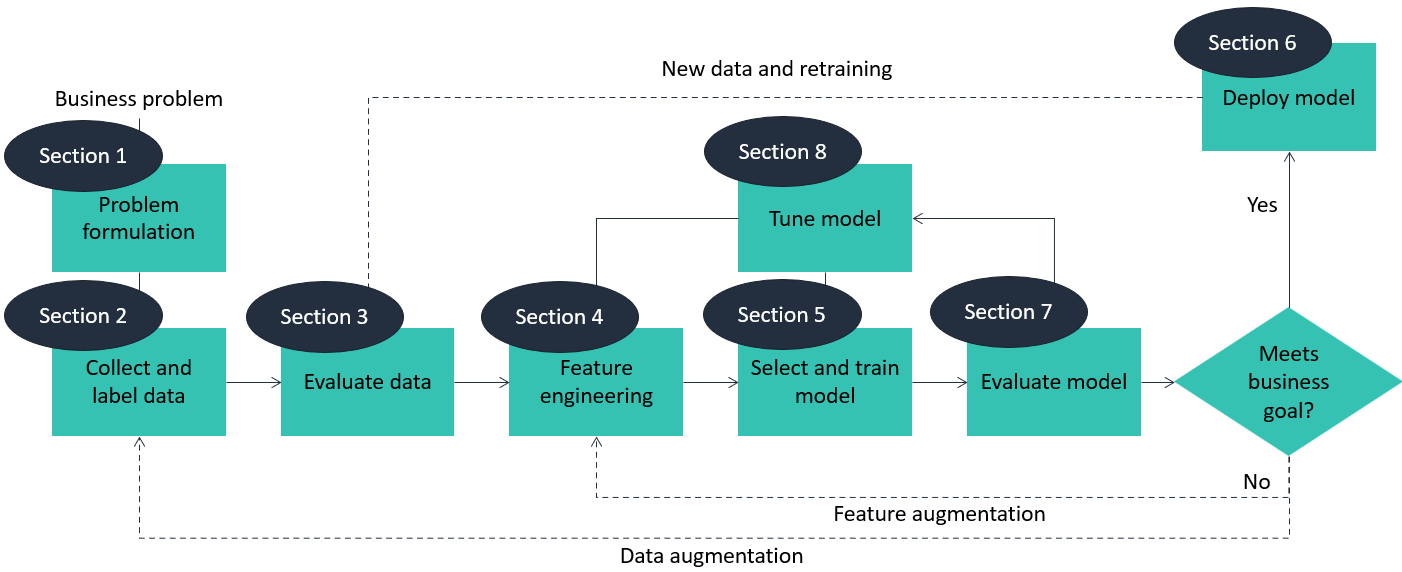 Section 6
New data and retraining
Deploy model
Business problem
Section 1
Section 8
Problem
formulation
Tune model
Yes
Section 2
Section 3
Section 4
Section 5
Section 7
Collect and
label data
Evaluate data
Feature
engineering
Select and train
model
Evaluate model
Meets
business
goal?
No
Feature augmentation
Data augmentation